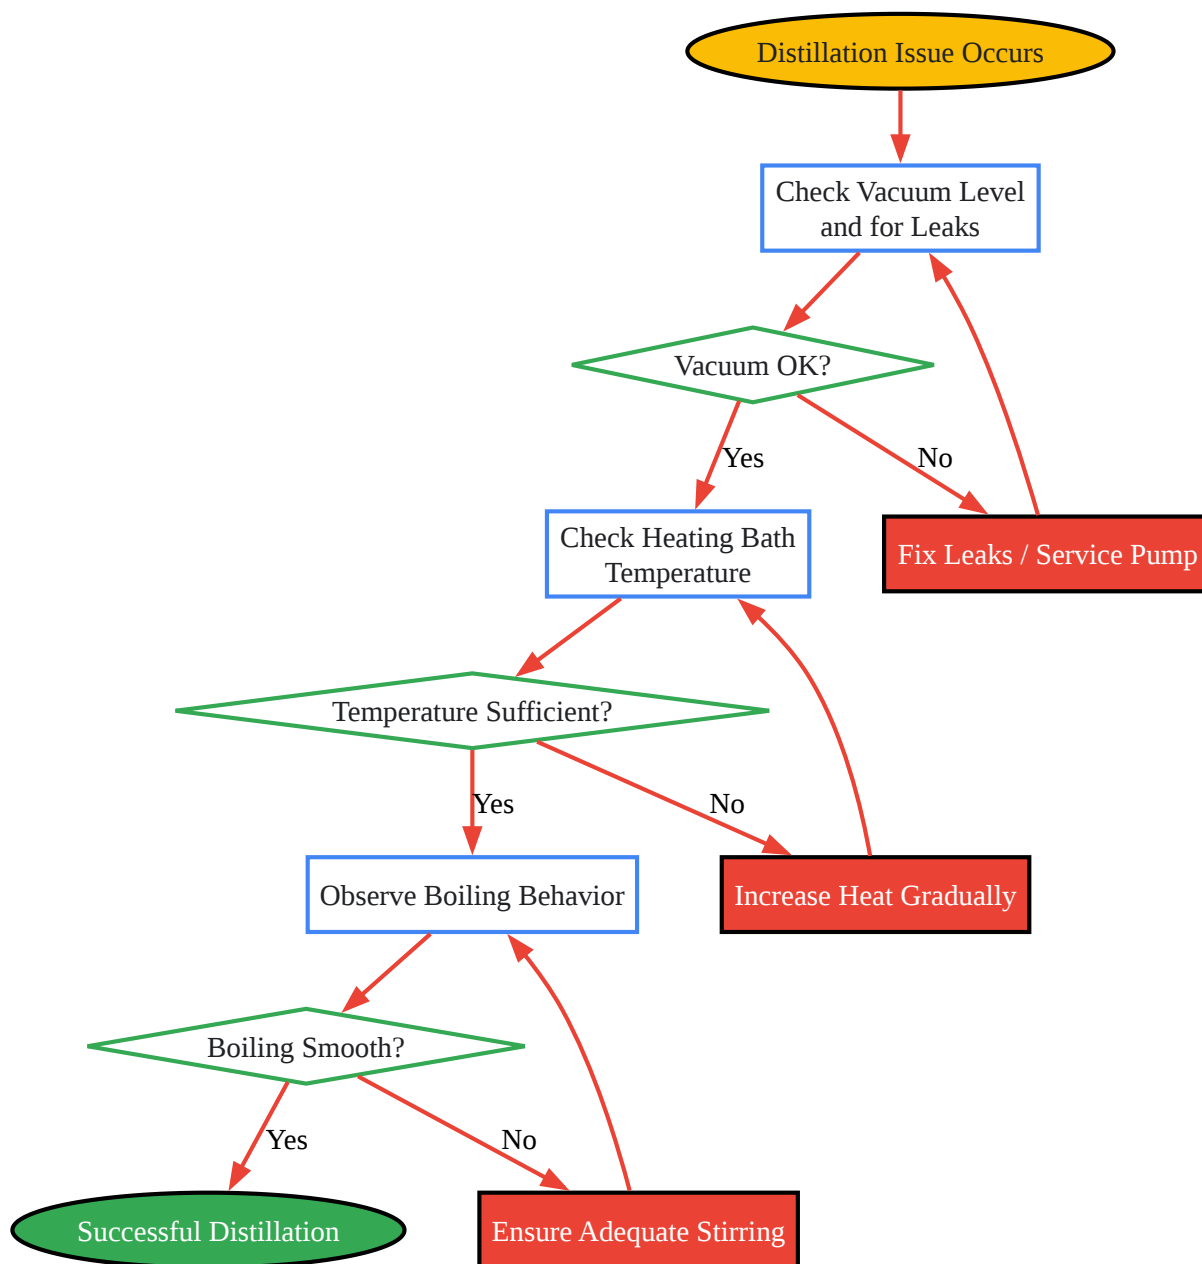 Distillation Issue Occurs
Check Vacuum Level
and for Leaks
Vacuum OK?
Yes
No
Check Heating Bath
Temperature
Fix Leaks / Service Pump
Temperature Sufficient?
Yes
No
Observe Boiling Behavior
Increase Heat Gradually
Boiling Smooth?
Yes
No
Successful Distillation
Ensure Adequate Stirring